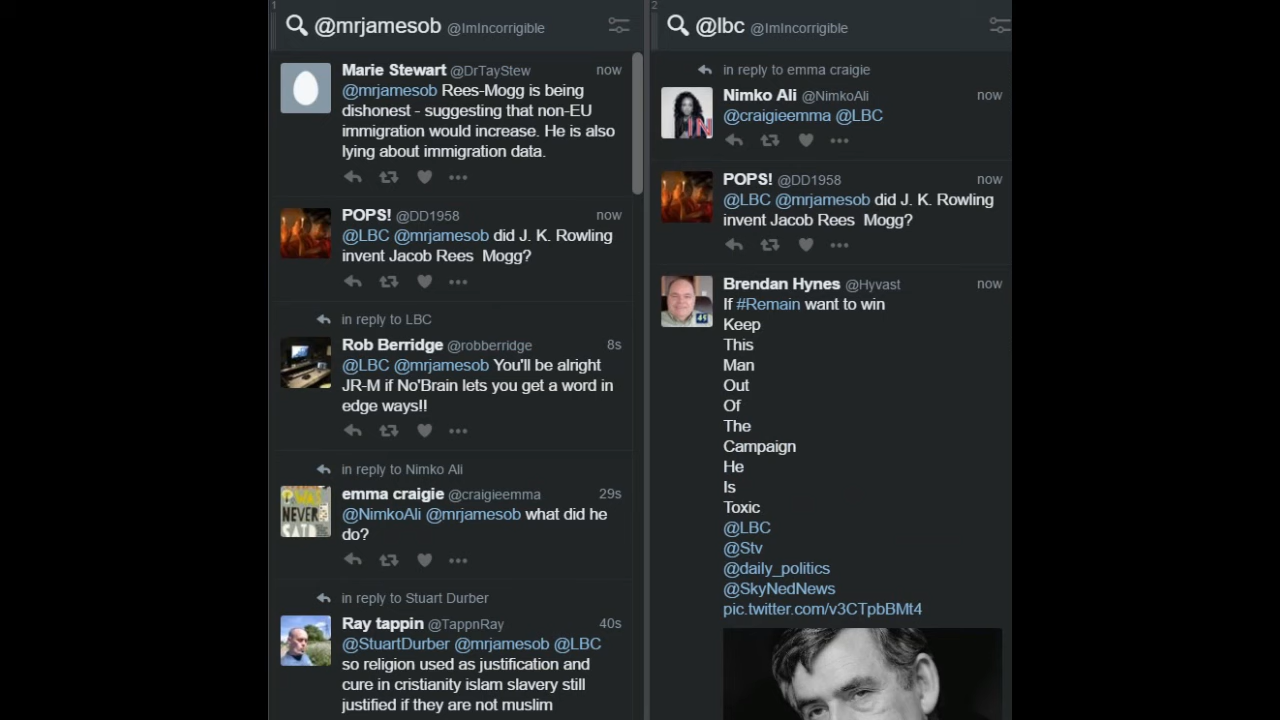 1
@mrjamesob @ImIncorrigible
Marie Stewart @DrTayStew now
@mrjamesob Rees-Mogg is being
dishonest - suggesting that non-EU
immigration would increase. He is also
lying about immigration data.
POPS! @DD1958 now
@LBC @mrjamesob did J. K. Rowling
invent Jacob Rees  Mogg?
in reply to LBC
Rob Berridge @robberridge 8s
@LBC @mrjamesob You'll be alright
JR-M if No'Brain lets you get a word in
edge ways!!
in reply to Nimko Ali
emma craigie @craigieemma 29s
@NimkoAli @mrjamesob what did he
do?
in reply to Stuart Durber
Ray tappin @TappnRay 40s
@StuartDurber @mrjamesob @LBC
so religion used as justification and
cure in cristianity islam slavery still
justified if they are not muslim
2
@lbc @ImIncorrigible
in reply to emma craigie
Nimko Ali @NimkoAli now
@craigieemma @LBC
POPS! @DD1958 now
@LBC @mrjamesob did J. K. Rowling
invent Jacob Rees  Mogg?
Brendan Hynes @Hyvast now
If #Remain want to win
Keep
This
Man
Out
Of
The
Campaign
He
Is
Toxic
@LBC
@Stv
@daily_politics
@SkyNedNews
pic.twitter.com/v3CTpbBMt4